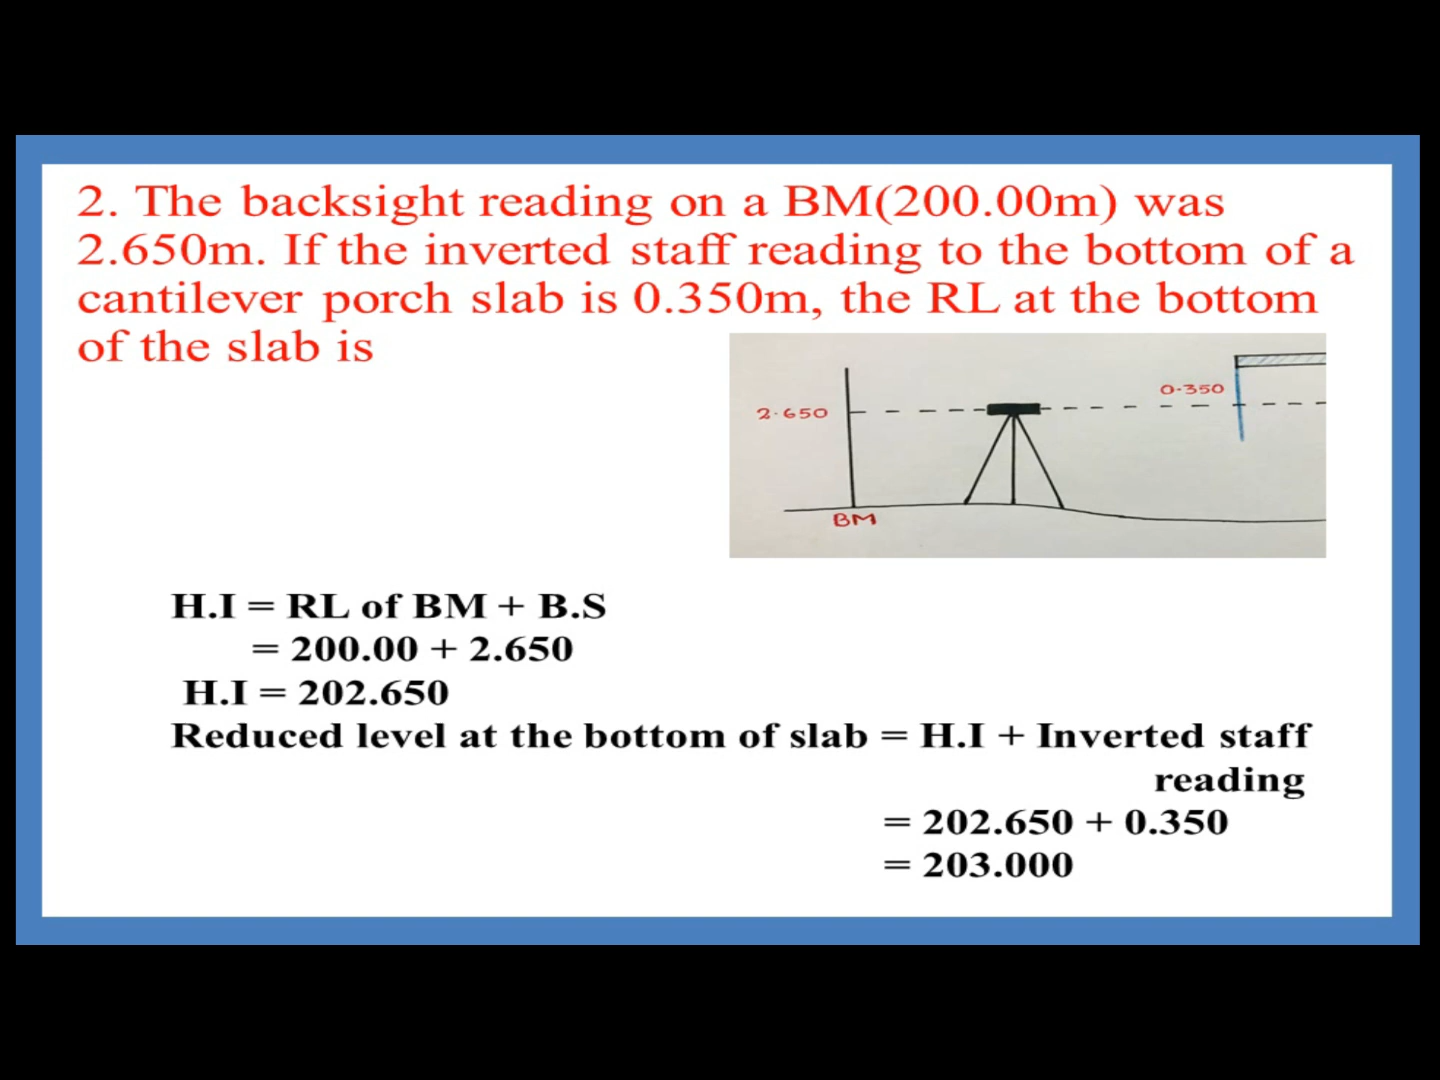 2. The backsight reading on a BM(200.00m) was
2.650m. If the inverted staff reading to the bottom of a
cantilever porch slab is 0.350m, the RL at the bottom
of the slab is
0.350
2.650
BM
H.I = RL of BM + B.S
= 200.00 + 2.650
H.I = 202.650
Reduced level at the bottom of slab = H.I + Inverted staff
reading
= 202.650 + 0.350
= 203.000